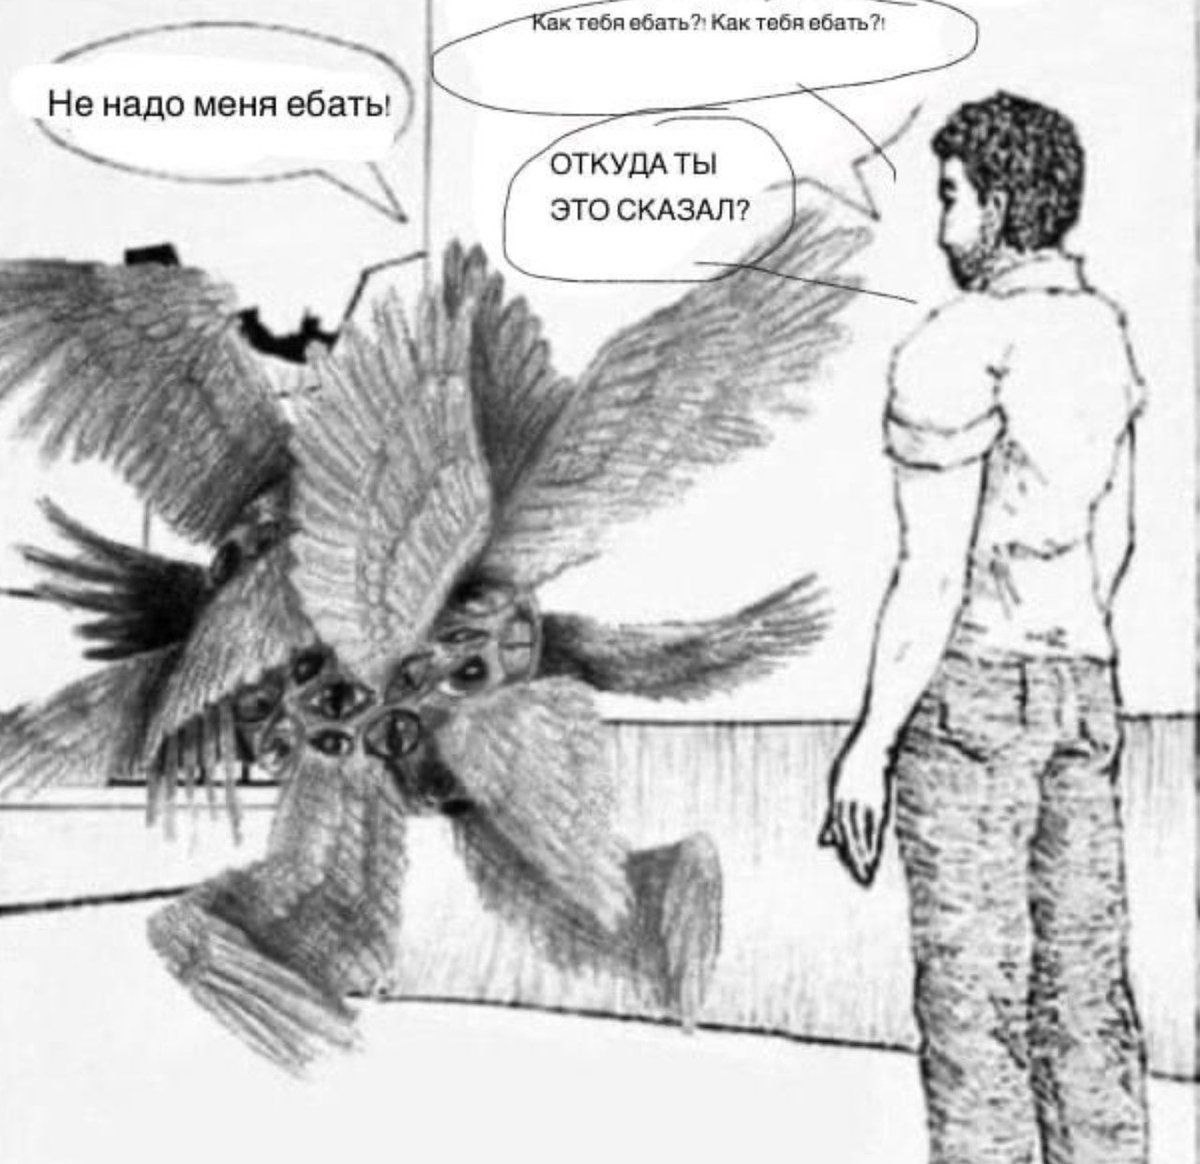 Как тебя ебать?! Как тебя ебать?!
Не надо меня ебать!
ОТКУДА ТЫ
ЭТО СКАЗАЛ?